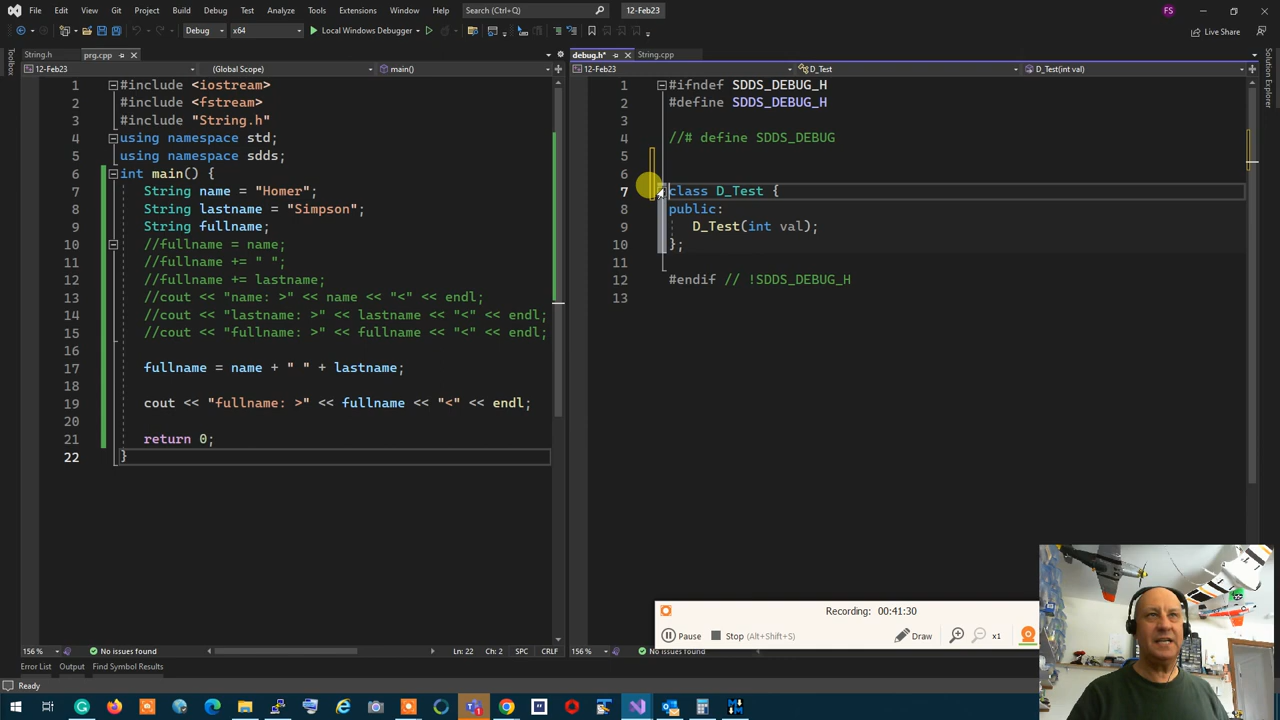 File Edit View Git Project Build Debug Test Analyze Tools Extensions Window Help Search (Ctrl+Q) 12-Feb23 FS
Debug x64 Local Windows Debugger Live Share
String.h prg.cpp
12-Feb23 (Global Scope) main()
1 #include <iostream>
2 #include <fstream>
3 #include "String.h"
4 using namespace std;
5 using namespace sdds;
6 int main() {
7 String name = "Homer";
8 String lastname = "Simpson";
9 String fullname;
10 //fullname = name;
11 //fullname += " ";
12 //fullname += lastname;
13 //cout << "name: >" << name << "<" << endl;
14 //cout << "lastname: >" << lastname << "<" << endl;
15 //cout << "fullname: >" << fullname << "<" << endl;
16
17 fullname = name + " " + lastname;
18
19 cout << "fullname: >" << fullname << "<" << endl;
20
21 return 0;
22 }
156 % No issues found Ln: 22 Ch: 2 SPC CRLF
debug.h* String.cpp
12-Feb23 D_Test D_Test(int val)
1 #ifndef SDDS_DEBUG_H
2 #define SDDS_DEBUG_H
3
4 //# define SDDS_DEBUG
5
6
7 class D_Test {
8 public:
9 D_Test(int val);
10 };
11
12 #endif // !SDDS_DEBUG_H
13
156 % No issues found
Toolbox
Solution Explorer
Recording: 00:41:30
Pause Stop (Alt+Shift+S) Draw x1
Error List Output Find Symbol Results
Ready